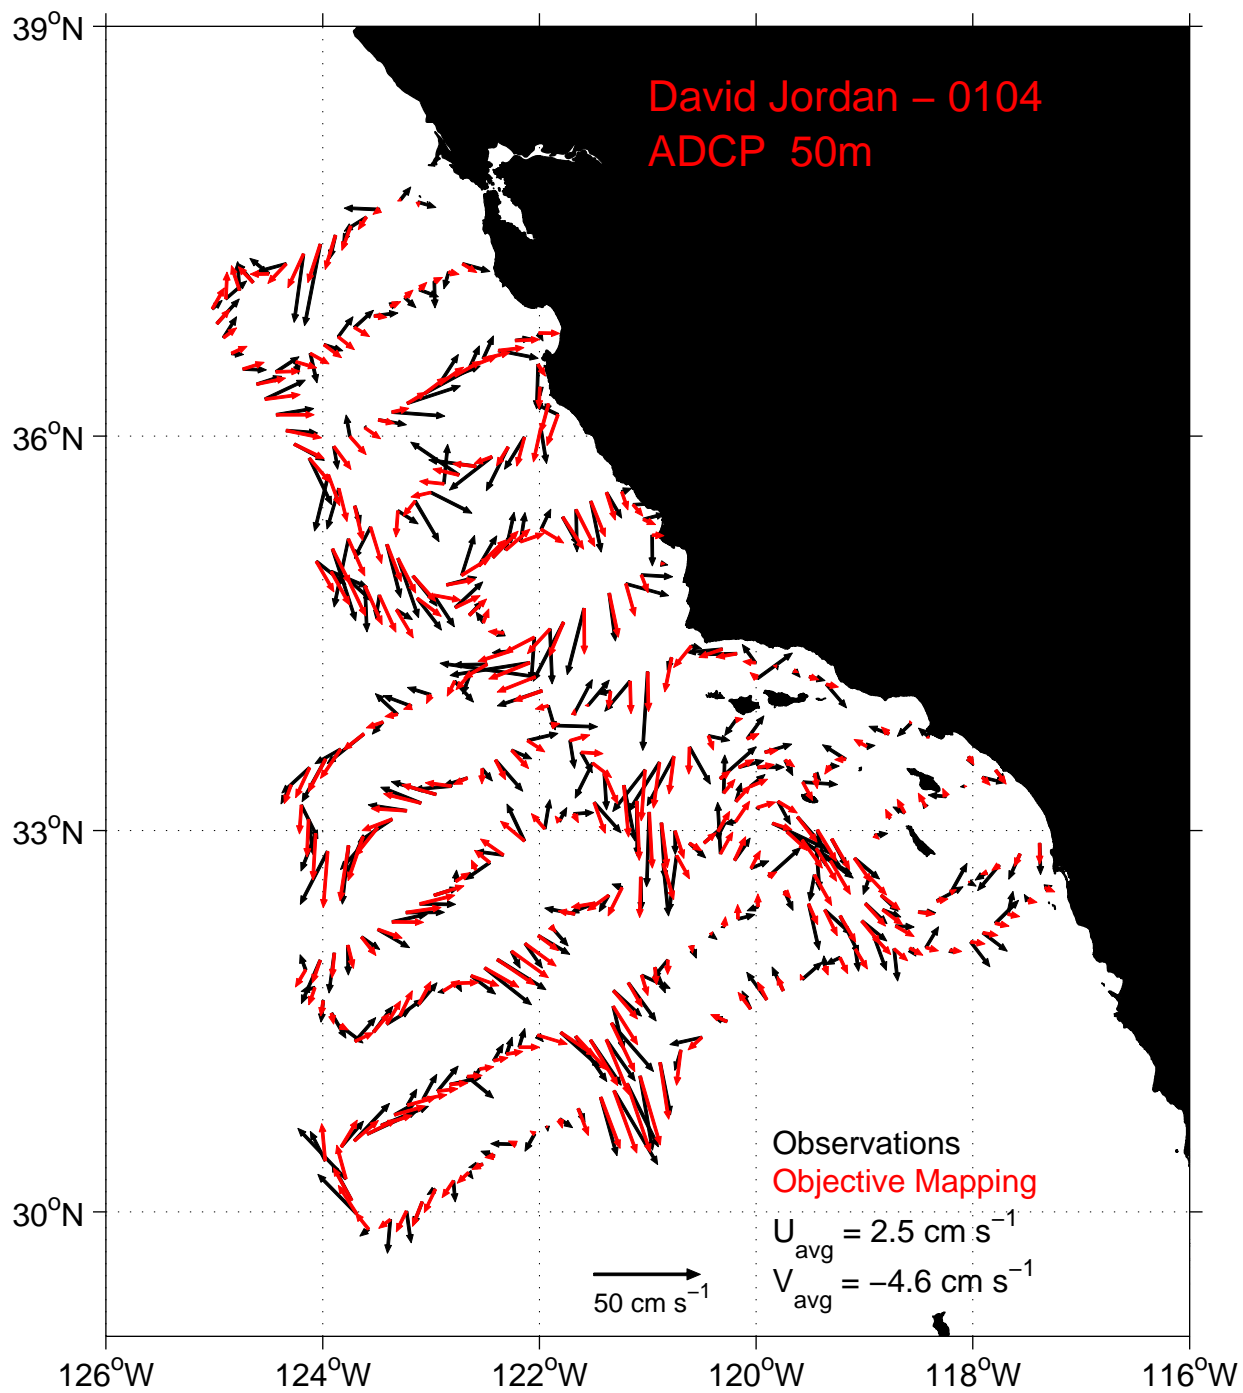 39°N
David Jordan – 0104
ADCP 50m
36°N
33°N
Observations
Objective Mapping
30°N
U_avg = 2.5 cm s⁻¹
50 cm s⁻¹
V_avg = −4.6 cm s⁻¹
126°W 124°W 122°W 120°W 118°W 116°W